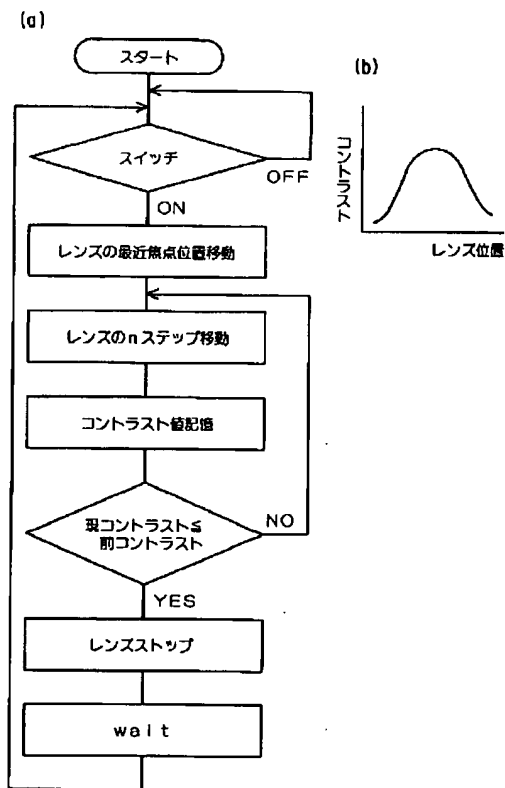 (a)
スタート
スイッチ
OFF
ON
レンズの最近焦点位置移動
レンズのnステップ移動
コントラスト値記憶
現コントラスト≦
前コントラスト
NO
YES
レンズストップ
wait
(b)
コントラスト
レンズ位置